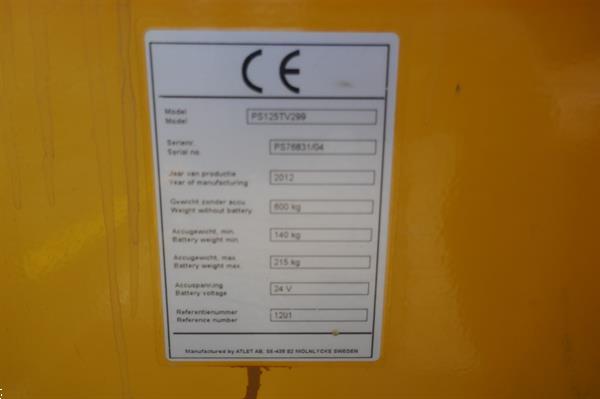 CE
Model
Model PS125TV299
Serienr.
Serial no. PS76831/04
Jaar van productie
Year of manufacturing 2012
Gewicht zonder accu
Weight without battery 600 kg
Accugewicht, min.
Battery weight min. 140 kg
Accugewicht, max.
Battery weight max. 215 kg
Accuspanning
Battery voltage 24 V
Referentienummer
Reference number 1201
Manufactured by ATLET AB, SE-435 82 MÖLNLYCKE SWEDEN